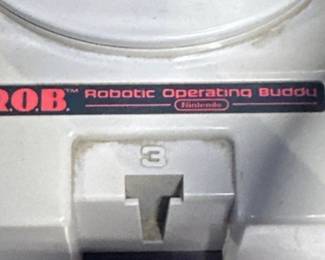 R.O.B.™ Robotic Operating Buddy
Nintendo
3